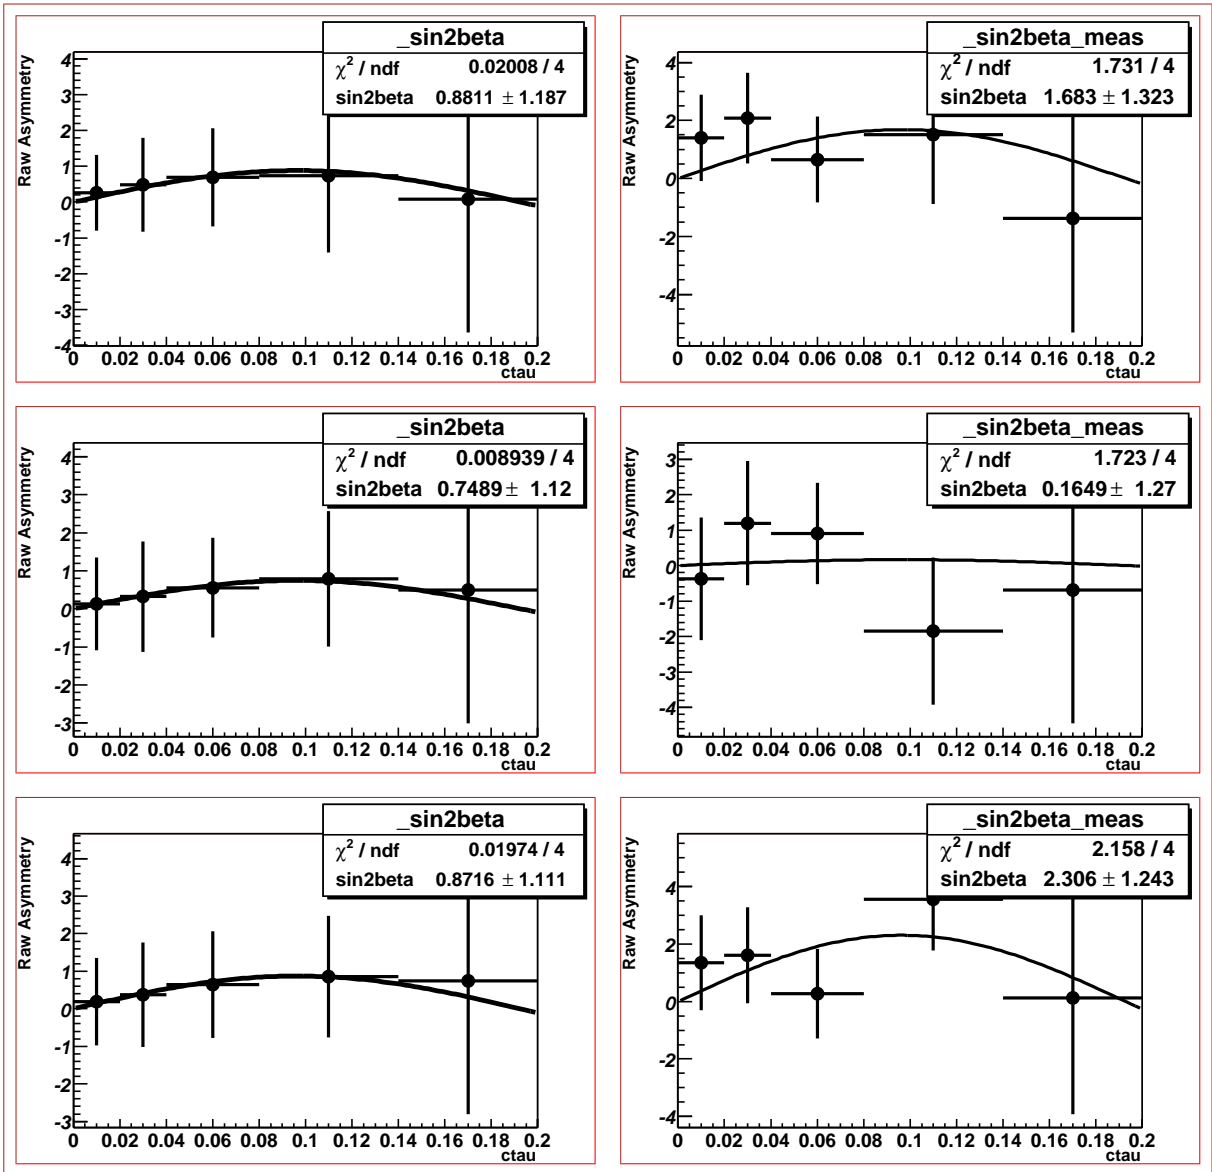 _sin2beta
χ² / ndf 0.02008 / 4
sin2beta 0.8811 ± 1.187
Raw Asymmetry
4
3
2
1
0
-1
-2
-3
-4
0 0.02 0.04 0.06 0.08 0.1 0.12 0.14 0.16 0.18 0.2
ctau
_sin2beta_meas
χ² / ndf 1.731 / 4
sin2beta 1.683 ± 1.323
Raw Asymmetry
4
2
0
-2
-4
0 0.02 0.04 0.06 0.08 0.1 0.12 0.14 0.16 0.18 0.2
ctau
_sin2beta
χ² / ndf 0.008939 / 4
sin2beta 0.7489 ± 1.12
Raw Asymmetry
4
3
2
1
0
-1
-2
-3
0 0.02 0.04 0.06 0.08 0.1 0.12 0.14 0.16 0.18 0.2
ctau
_sin2beta_meas
χ² / ndf 1.723 / 4
sin2beta 0.1649 ± 1.27
Raw Asymmetry
3
2
1
0
-1
-2
-3
-4
0 0.02 0.04 0.06 0.08 0.1 0.12 0.14 0.16 0.18 0.2
ctau
_sin2beta
χ² / ndf 0.01974 / 4
sin2beta 0.8716 ± 1.111
Raw Asymmetry
4
3
2
1
0
-1
-2
-3
0 0.02 0.04 0.06 0.08 0.1 0.12 0.14 0.16 0.18 0.2
ctau
_sin2beta_meas
χ² / ndf 2.158 / 4
sin2beta 2.306 ± 1.243
Raw Asymmetry
4
2
0
-2
-4
0 0.02 0.04 0.06 0.08 0.1 0.12 0.14 0.16 0.18 0.2
ctau